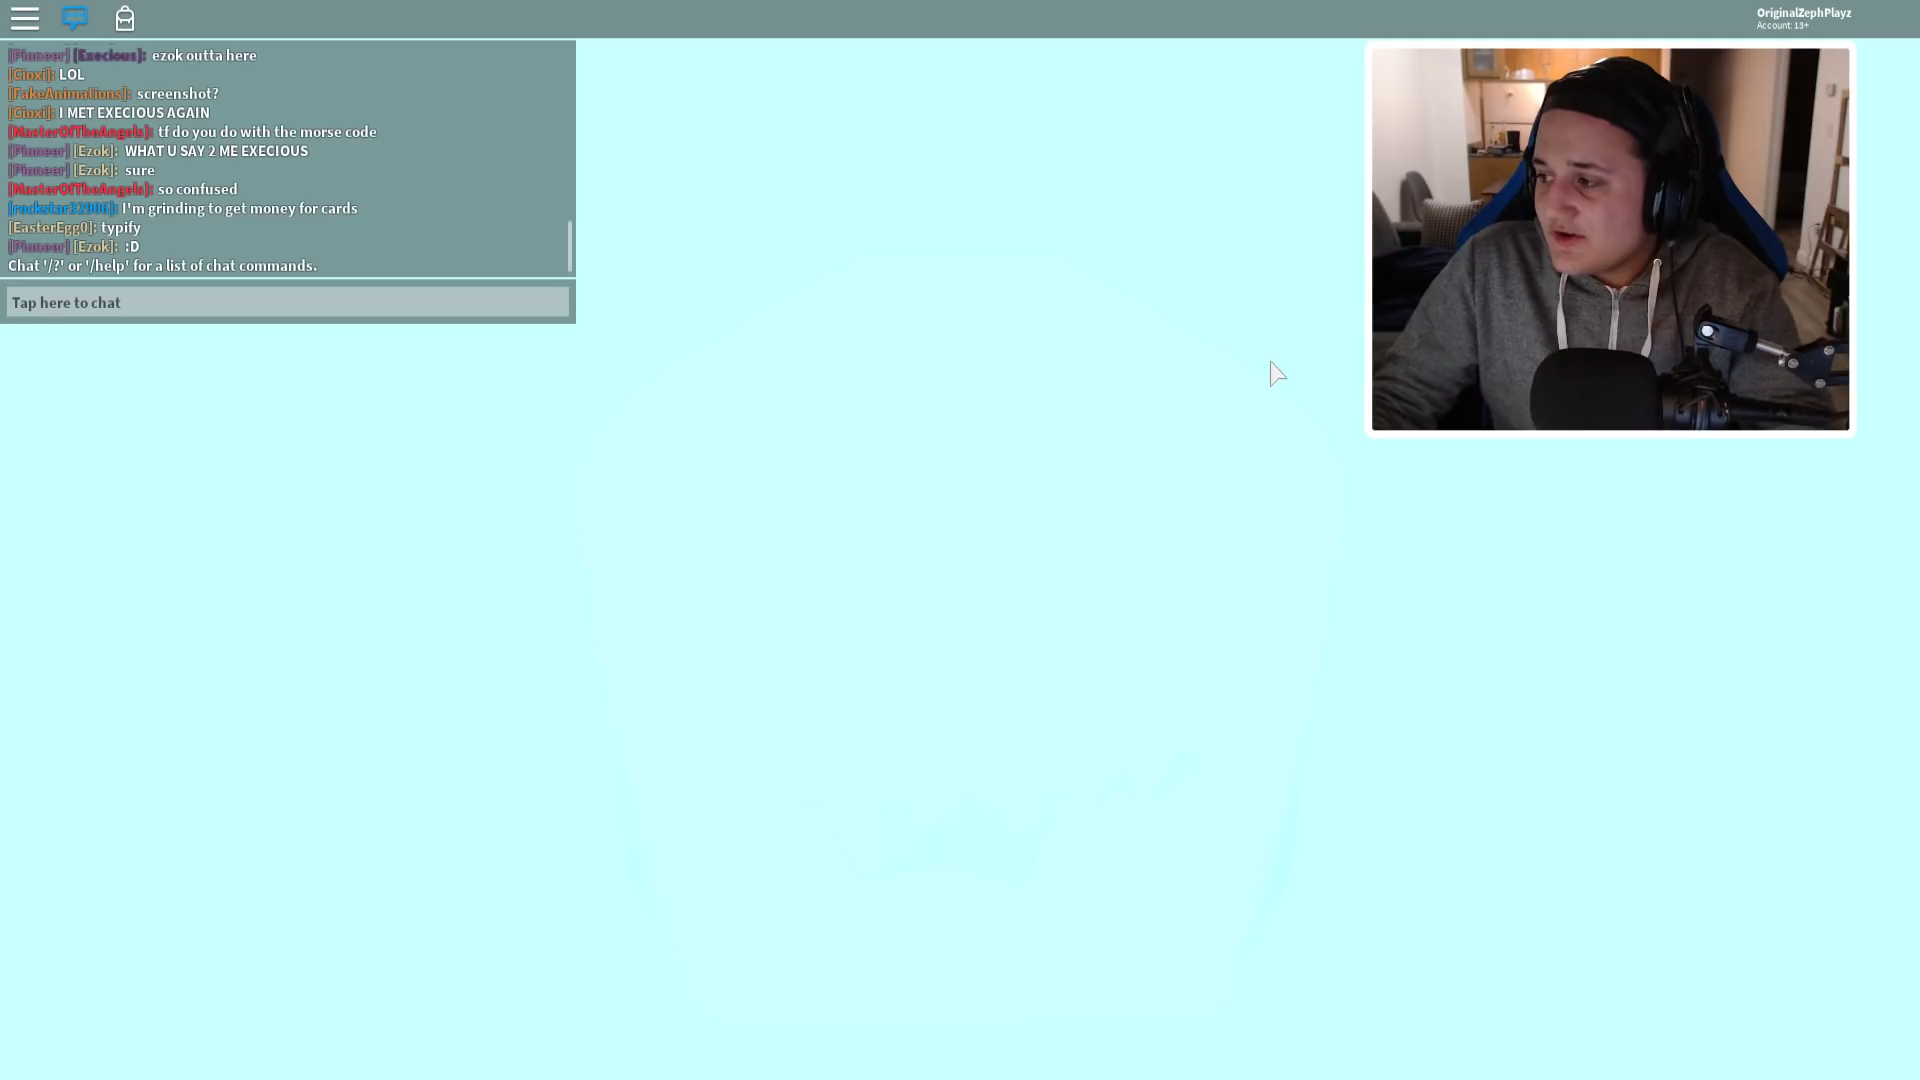 OriginalZephPlayz
Account: 13+
[Pioneer] [Execious]: ezok outta here
[Cioxi]: LOL
[FakeAnimations]: screenshot?
[Cioxi]: I MET EXECIOUS AGAIN
[MasterOfTheAngels]: tf do you do with the morse code
[Pioneer] [Ezok]: WHAT U SAY 2 ME EXECIOUS
[Pioneer] [Ezok]: sure
[MasterOfTheAngels]: so confused
[rockstar32906]: I'm grinding to get money for cards
[EasterEgg0]: typify
[Pioneer] [Ezok]: :D
Chat '/?' or '/help' for a list of chat commands.
Tap here to chat